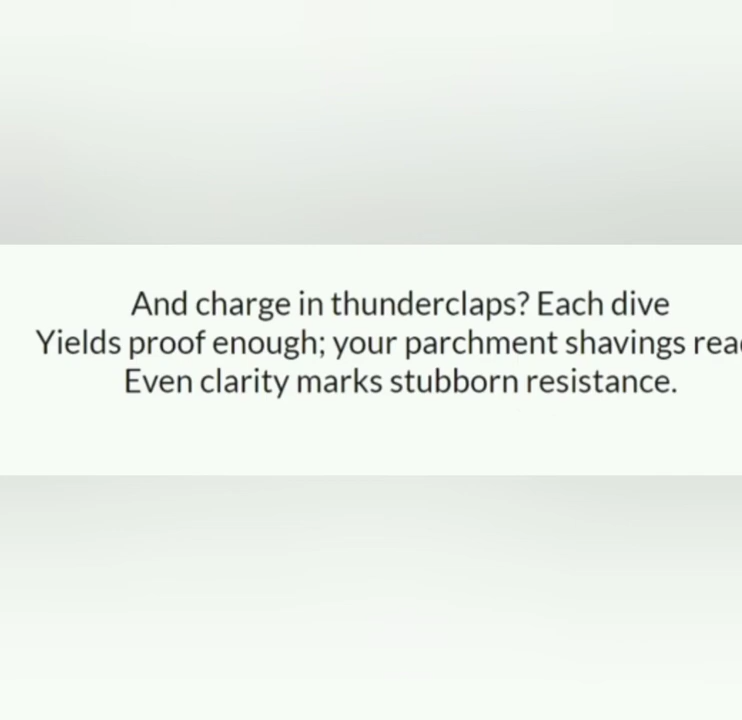 And charge in thunderclaps? Each dive
Yields proof enough; your parchment shavings
Even clarity marks stubborn resistance.